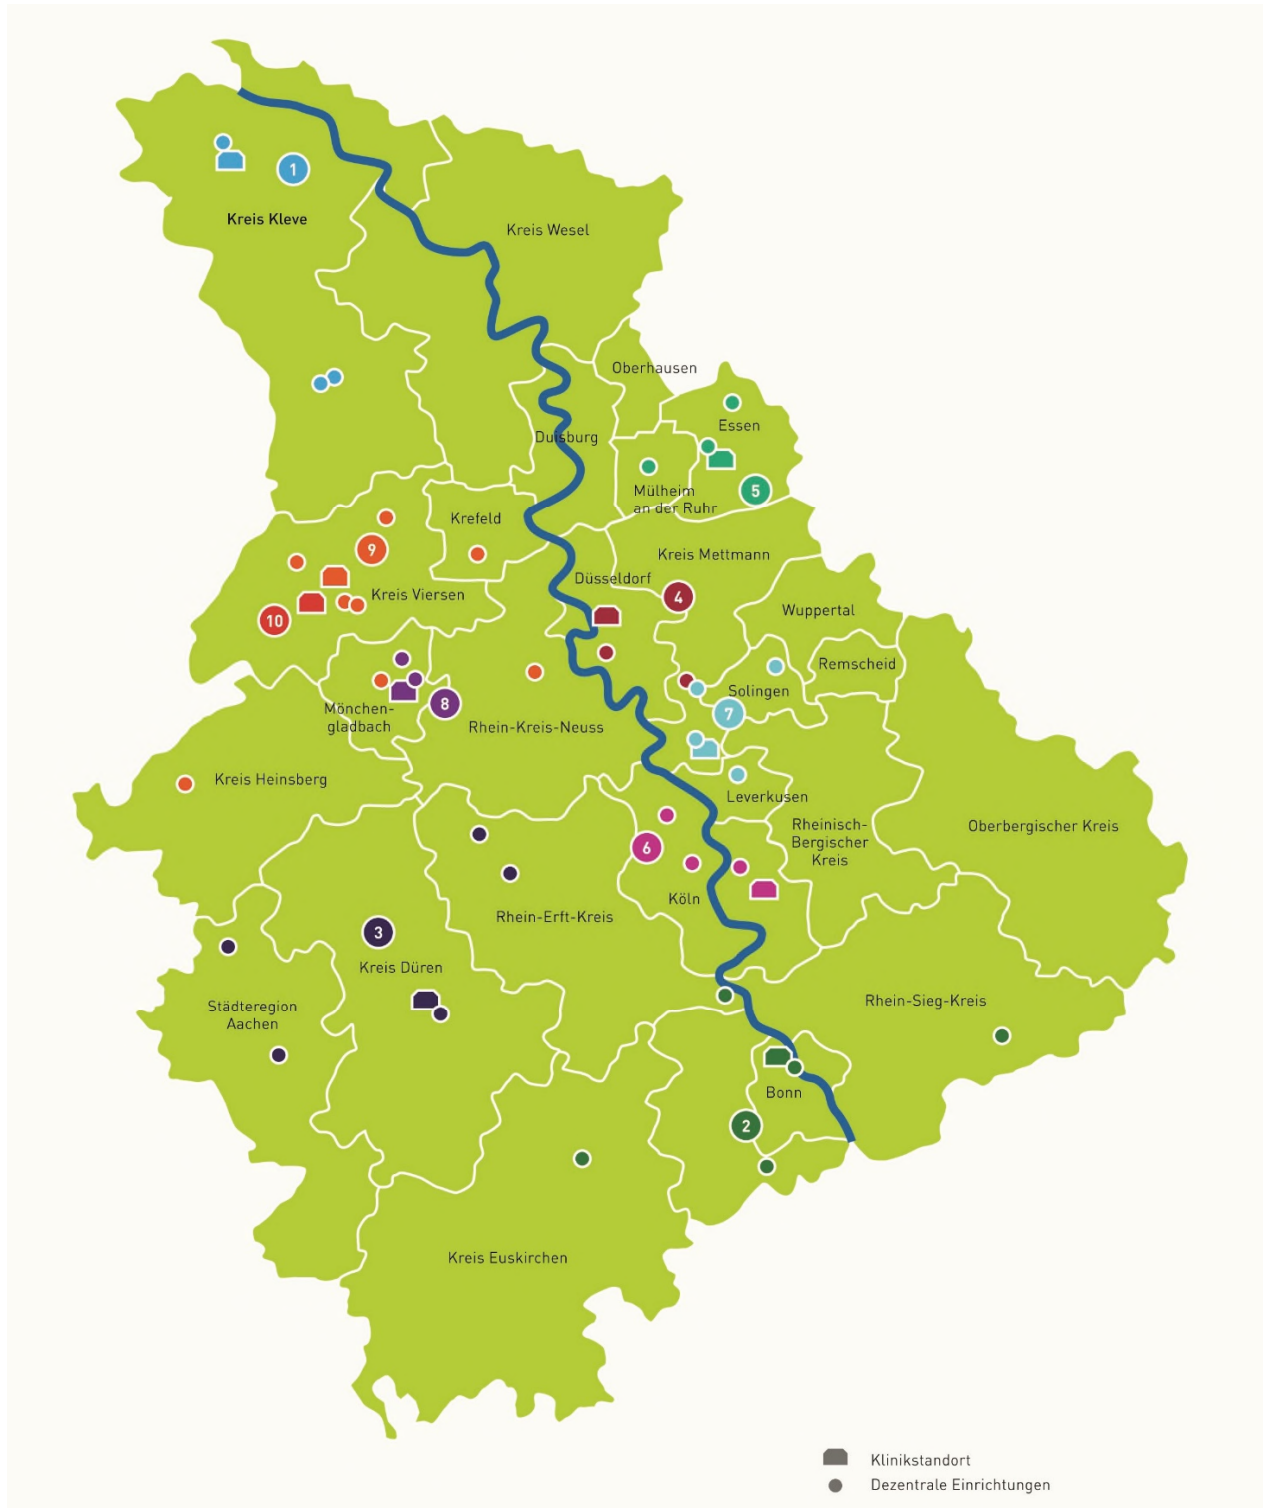 1
Kreis Kleve
Kreis Wesel
Oberhausen
Essen
Duisburg
5
Mülheim
an der Ruhr
Krefeld
9
Kreis Mettmann
Düsseldorf
Kreis Viersen
4
Wuppertal
10
Remscheid
Solingen
8
Mönchen-
gladbach
7
Rhein-Kreis-Neuss
Kreis Heinsberg
Leverkusen
Rheinisch-
Bergischer
Kreis
Oberbergischer Kreis
6
Köln
Rhein-Erft-Kreis
3
Kreis Düren
Städteregion
Aachen
Rhein-Sieg-Kreis
Bonn
2
Kreis Euskirchen
Klinikstandort
Dezentrale Einrichtungen